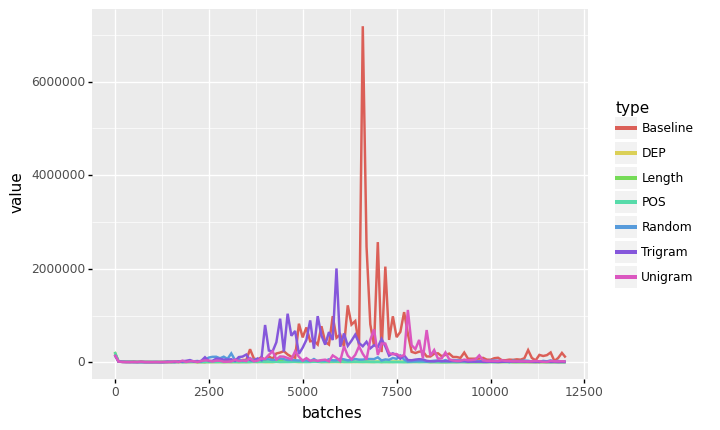 value
6000000
4000000
2000000
0
0
2500
5000
7500
10000
12500
batches
type
Baseline
DEP
Length
POS
Random
Trigram
Unigram